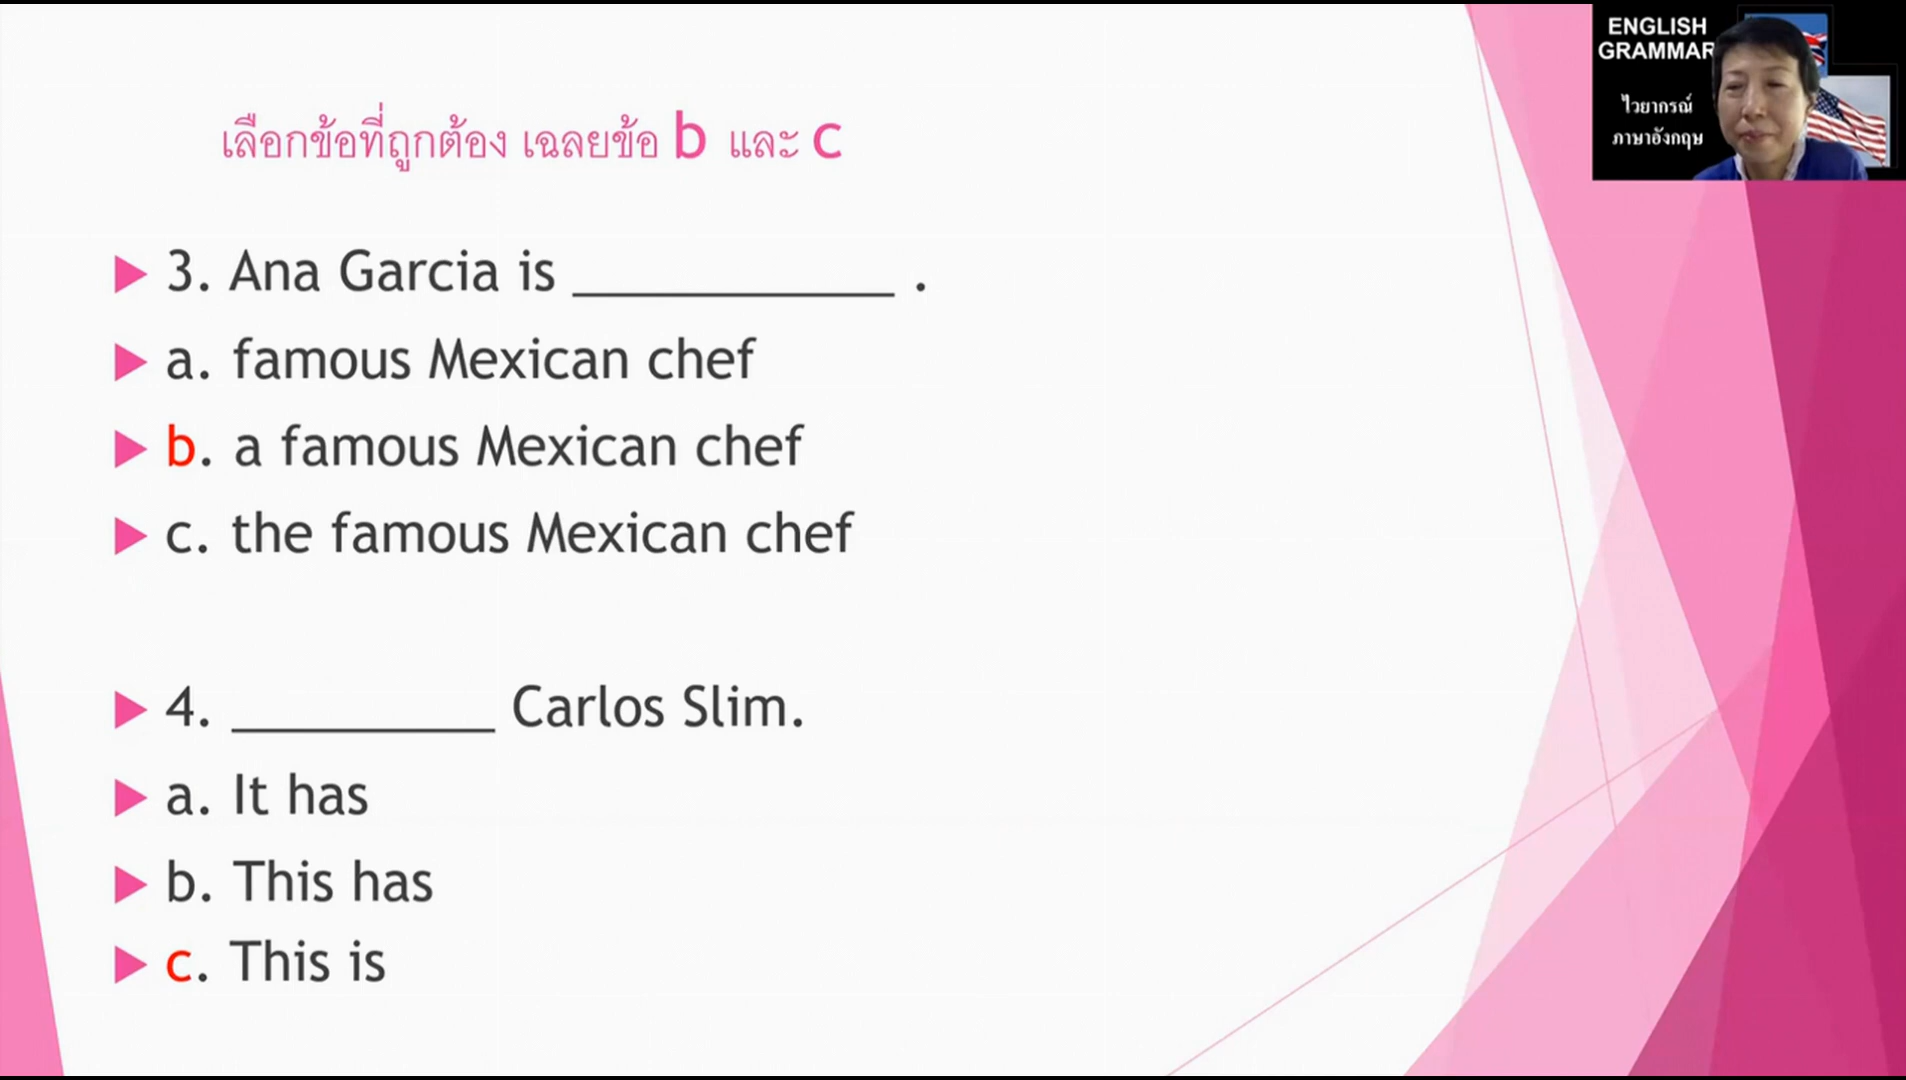 ENGLISH
GRAMMAR
ไวยากรณ์
ภาษาอังกฤษ
เลือกข้อที่ถูกต้อง เฉลยข้อ b และ c
3. Ana Garcia is ____________ .
a. famous Mexican chef
b. a famous Mexican chef
c. the famous Mexican chef
4. __________ Carlos Slim.
a. It has
b. This has
c. This is